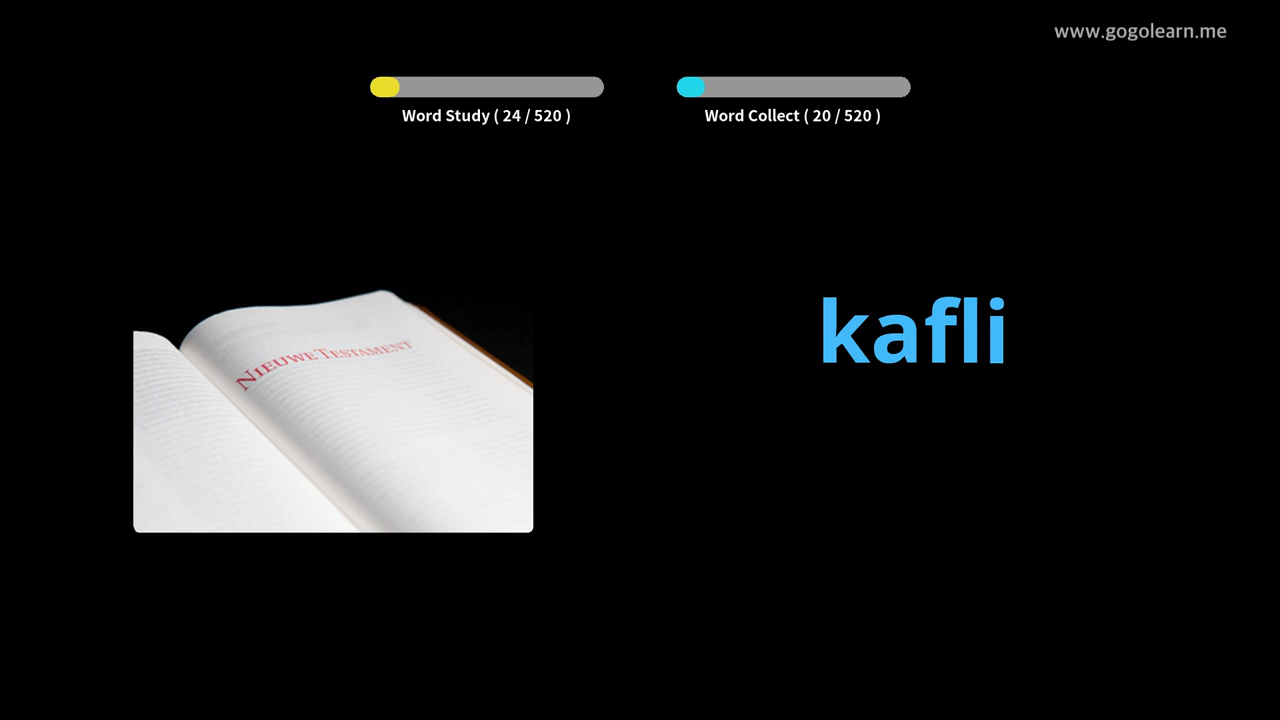 www.gogolearn.me
Word Study ( 24 / 520 )
Word Collect ( 20 / 520 )
NIEUWE TESTAMENT
kafli